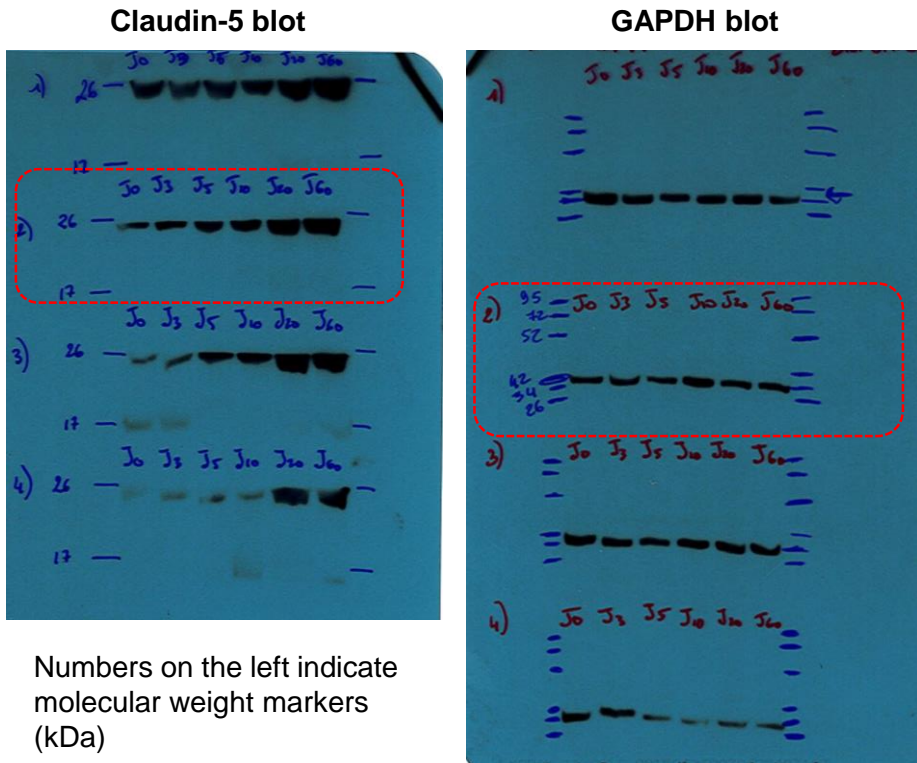 Claudin-5 blot
GAPDH blot
J0 J3 J5 J10 J20 J60
1) 26
17
J0 J3 J5 J10 J20 J60
2) 26
17
J0 J3 J5 J10 J20 J60
3) 26
17
J0 J3 J5 J10 J20 J60
4) 26
17
Numbers on the left indicate
molecular weight markers
(kDa)
J0 J3 J5 J10 J20 J60
1)
2) 95 J0 J3 J5 J10 J20 J60
72
52
42
34
26
3) J0 J3 J5 J10 J20 J60
4) J0 J3 J5 J10 J20 J60